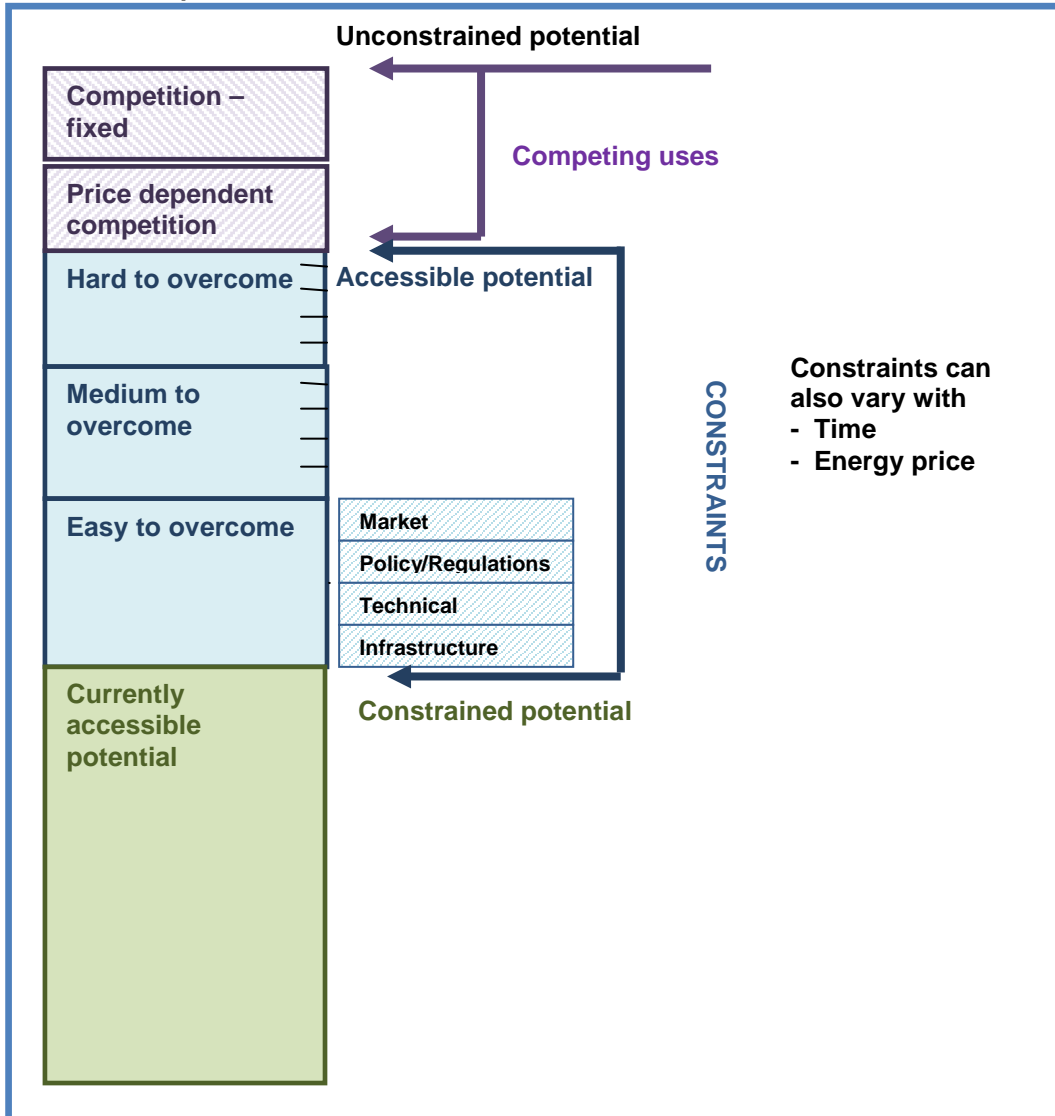 Unconstrained potential
Competition –
fixed
Competing uses
Price dependent
competition
Hard to overcome
Accessible potential
Constraints can
also vary with
- Time
- Energy price
CONSTRAINTS
Medium to
overcome
Easy to overcome
Market
Policy/Regulations
Technical
Infrastructure
Currently
accessible
potential
Constrained potential